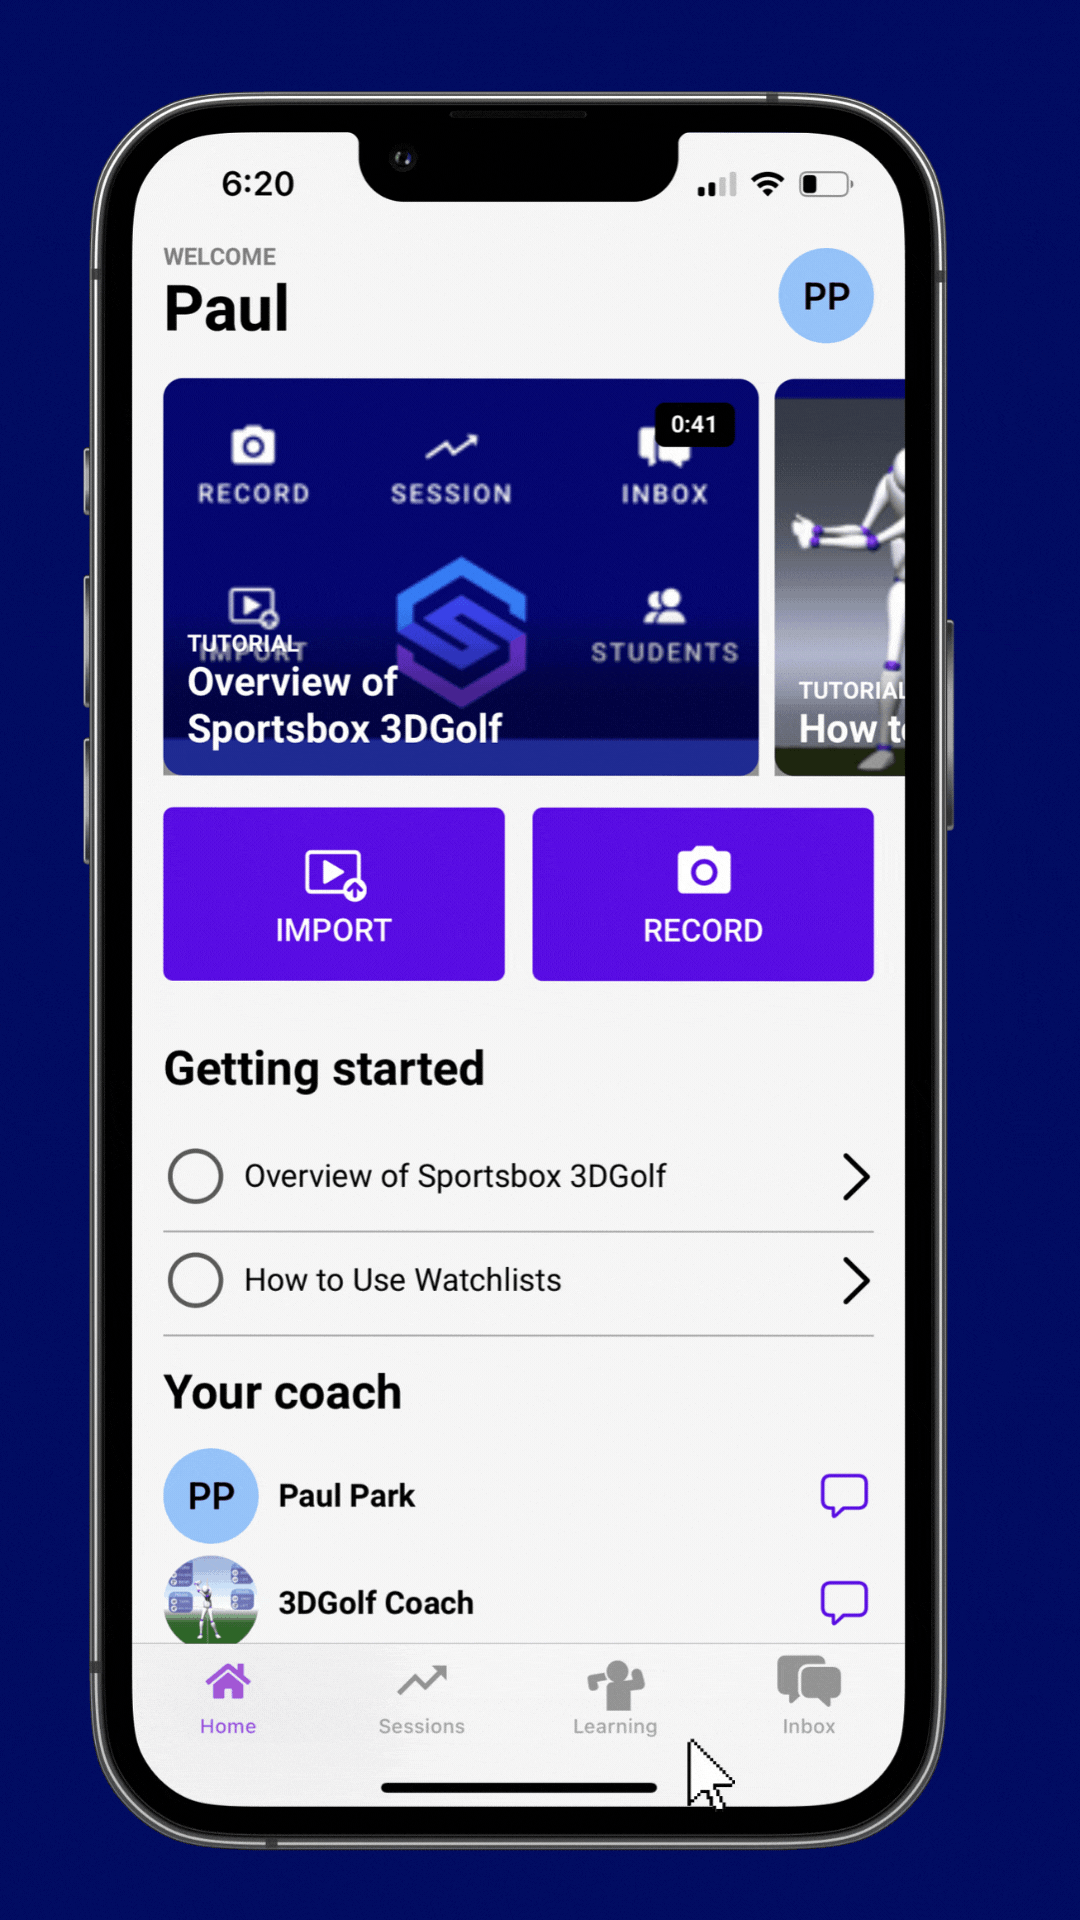 6:20
WELCOME
Paul
PP
0:41
RECORD
SESSION
INBOX
IMPORT
STUDENTS
TUTORIAL
Overview of
Sportsbox 3DGolf
TUTORIAL
How to
IMPORT
RECORD
Getting started
Overview of Sportsbox 3DGolf
How to Use Watchlists
Your coach
PP
Paul Park
3DGolf Coach
Home
Sessions
Learning
Inbox